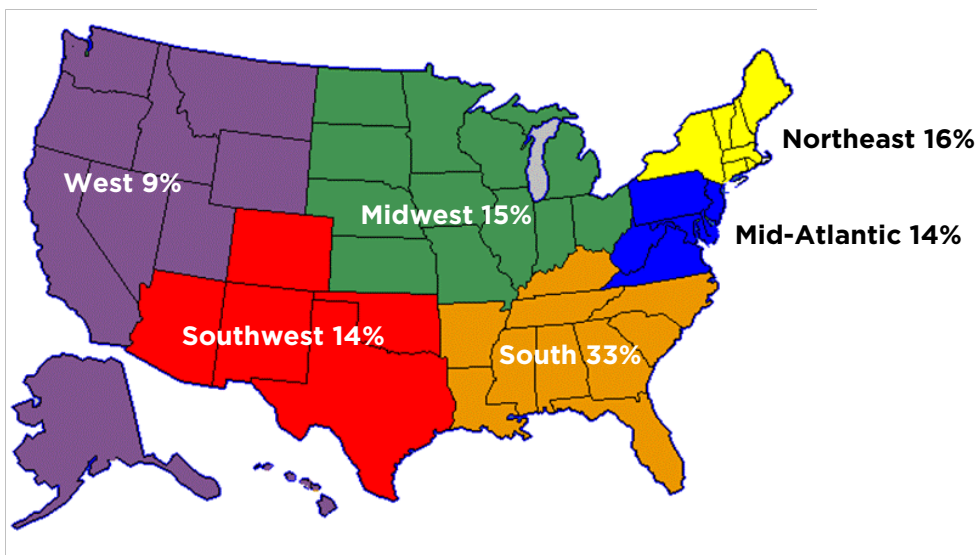 Northeast 16%
West 9%
Midwest 15%
Mid-Atlantic 14%
Southwest 14%
South 33%